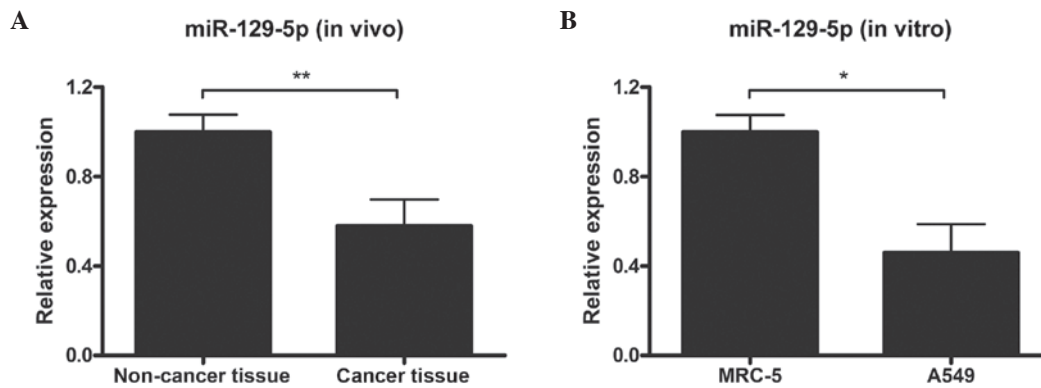 A
miR-129-5p (in vivo)
**
Relative expression
1.2
0.8
0.4
0.0
Non-cancer tissue
Cancer tissue
B
miR-129-5p (in vitro)
*
Relative expression
1.2
0.8
0.4
0.0
MRC-5
A549